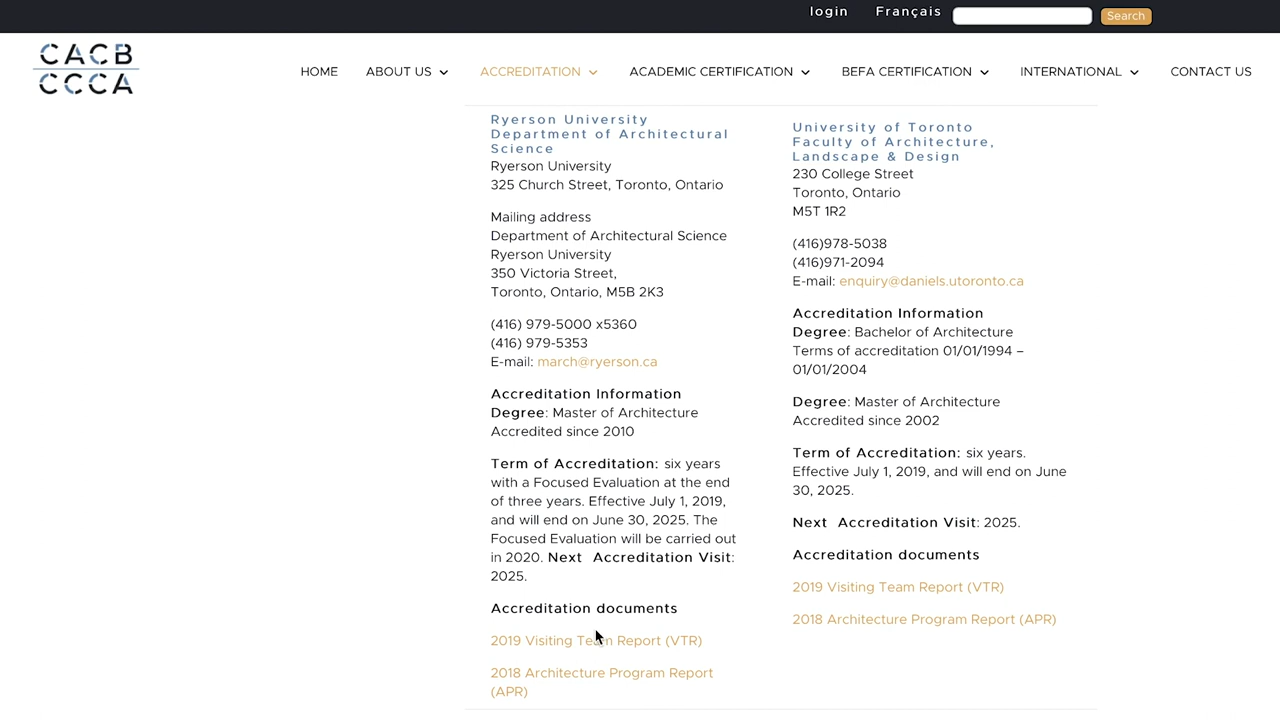 login Français Search
CACB
CCCA
HOME ABOUT US ACCREDITATION ACADEMIC CERTIFICATION BEFA CERTIFICATION INTERNATIONAL CONTACT US
Ryerson University
Department of Architectural
Science
Ryerson University
325 Church Street, Toronto, Ontario
Mailing address
Department of Architectural Science
Ryerson University
350 Victoria Street,
Toronto, Ontario, M5B 2K3
(416) 979-5000 x5360
(416) 979-5353
E-mail: march@ryerson.ca
Accreditation Information
Degree: Master of Architecture
Accredited since 2010
Term of Accreditation: six years
with a Focused Evaluation at the end
of three years. Effective July 1, 2019,
and will end on June 30, 2025. The
Focused Evaluation will be carried out
in 2020. Next Accreditation Visit:
2025.
Accreditation documents
2019 Visiting Team Report (VTR)
2018 Architecture Program Report
(APR)
University of Toronto
Faculty of Architecture,
Landscape & Design
230 College Street
Toronto, Ontario
M5T 1R2
(416)978-5038
(416)971-2094
E-mail: enquiry@daniels.utoronto.ca
Accreditation Information
Degree: Bachelor of Architecture
Terms of accreditation 01/01/1994 –
01/01/2004
Degree: Master of Architecture
Accredited since 2002
Term of Accreditation: six years.
Effective July 1, 2019, and will end on June
30, 2025.
Next Accreditation Visit: 2025.
Accreditation documents
2019 Visiting Team Report (VTR)
2018 Architecture Program Report (APR)